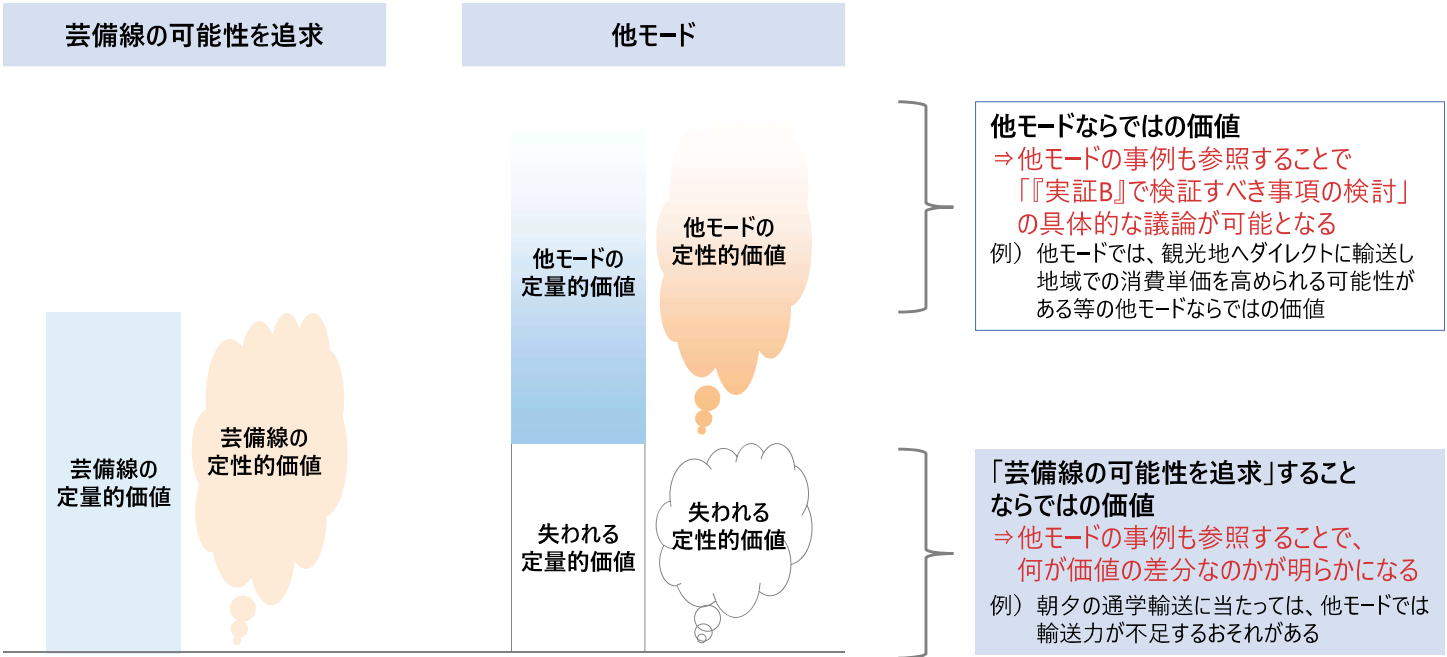 芸備線の可能性を追求
他モード
芸備線の
定量的価値
芸備線の
定性的価値
他モードの
定量的価値
他モードの
定性的価値
失われる
定量的価値
失われる
定性的価値
他モードならではの価値
⇒他モードの事例も参照することで
「『実証B』で検証すべき事項の検討」
の具体的な議論が可能となる
例） 他モードでは、観光地へダイレクトに輸送し
地域での消費単価を高められる可能性が
ある等の他モードならではの価値
「芸備線の可能性を追求」すること
ならではの価値
⇒他モードの事例も参照することで、
何が価値の差分なのかが明らかになる
例） 朝夕の通学輸送に当たっては、他モードでは
輸送力が不足するおそれがある